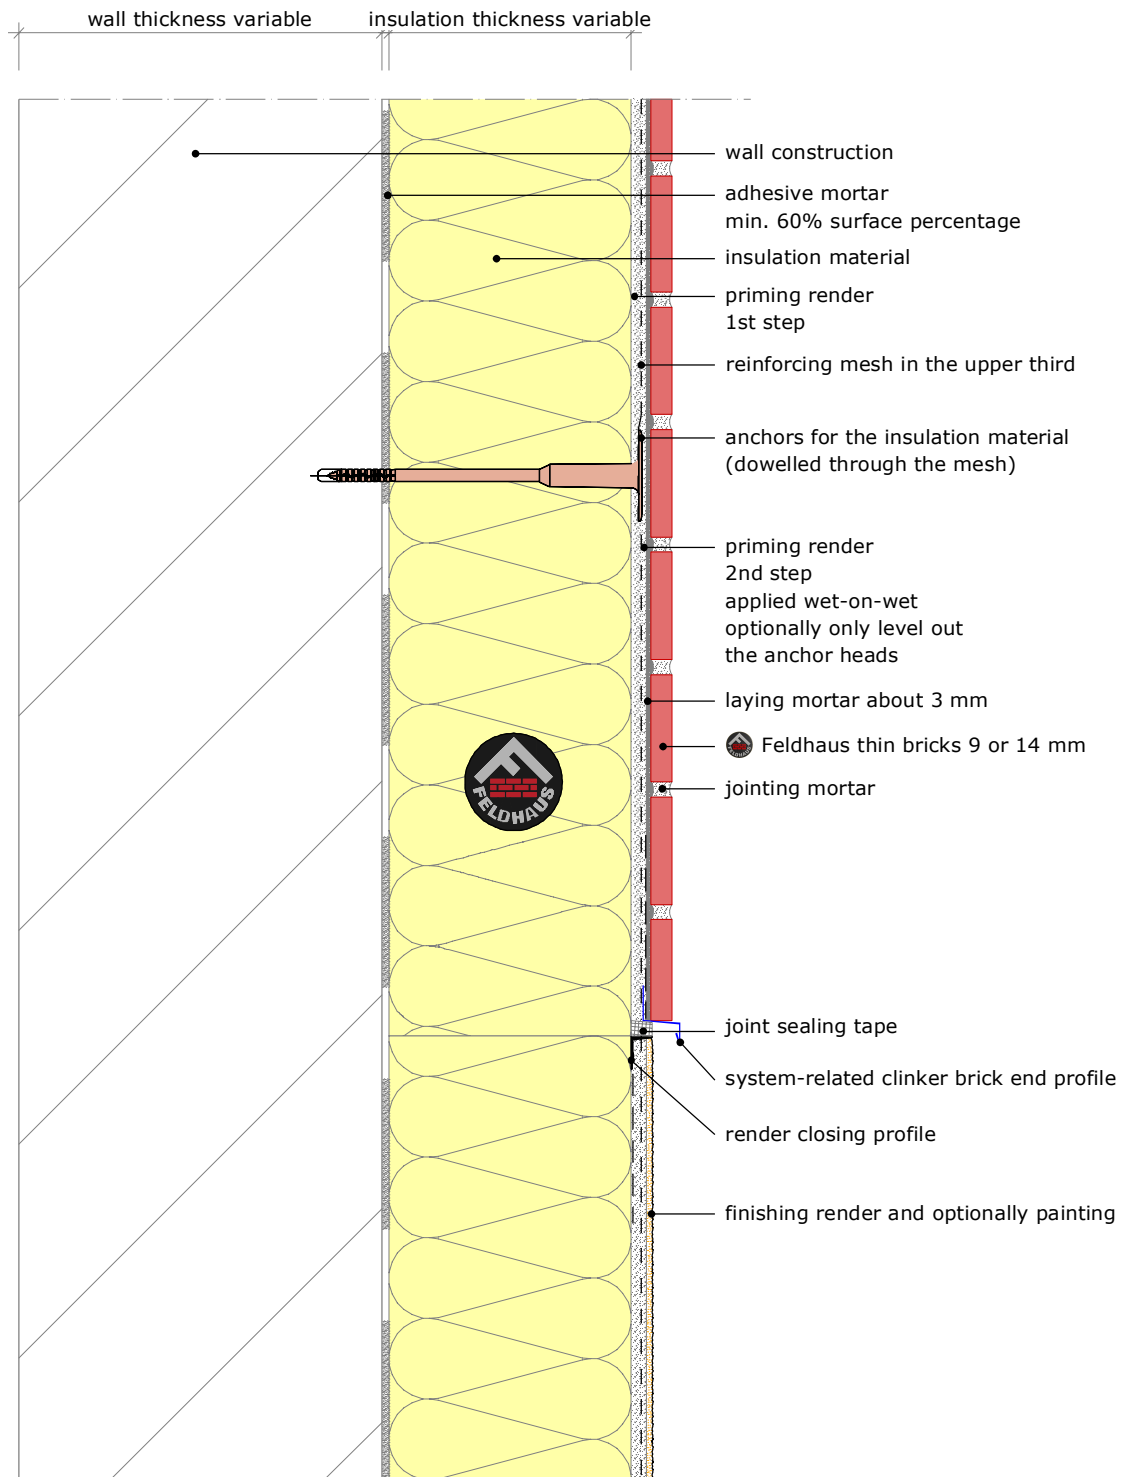 wall thickness variable
insulation thickness variable
wall construction
adhesive mortar
min. 60% surface percentage
insulation material
priming render
1st step
reinforcing mesh in the upper third
anchors for the insulation material
(dowelled through the mesh)
priming render
2nd step
applied wet-on-wet
optionally only level out
the anchor heads
laying mortar about 3 mm
FELDHAUS
Feldhaus thin bricks 9 or 14 mm
FELDHAUS
jointing mortar
joint sealing tape
system-related clinker brick end profile
render closing profile
finishing render and optionally painting